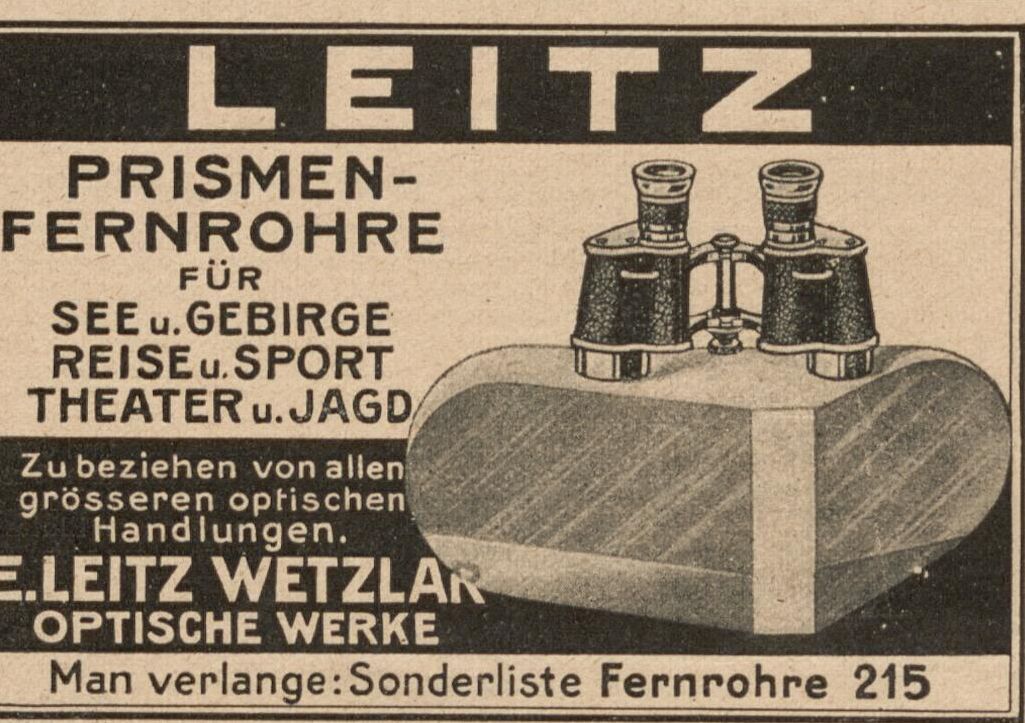 LEITZ
PRISMEN-
FERNROHRE
FÜR
SEE u. GEBIRGE
REISE u. SPORT
THEATER u. JAGD
Zu beziehen von allen
grösseren optischen
Handlungen.
E. LEITZ WETZLAR
OPTISCHE WERKE
Man verlange: Sonderliste Fernrohre 215